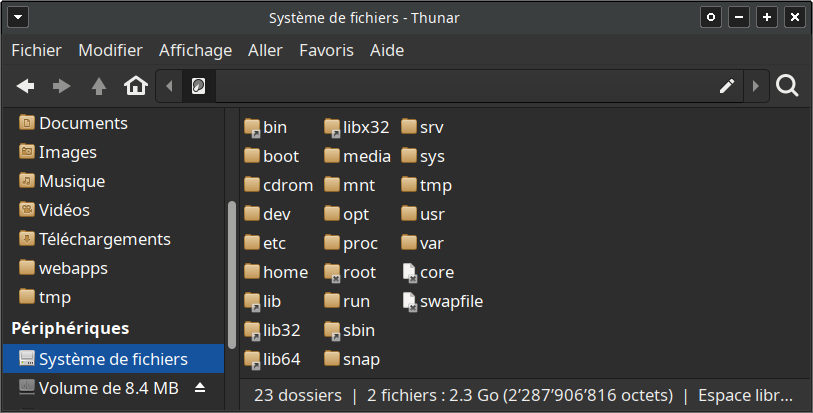 Système de fichiers - Thunar
Fichier Modifier Affichage Aller Favoris Aide
Documents
Images
Musique
Vidéos
Téléchargements
webapps
tmp
Périphériques
Système de fichiers
Volume de 8.4 MB
bin
boot
cdrom
dev
etc
home
lib
lib32
lib64
libx32
media
mnt
opt
proc
root
run
sbin
snap
srv
sys
tmp
usr
var
core
swapfile
23 dossiers | 2 fichiers : 2.3 Go (2’287’906’816 octets) | Espace libr...